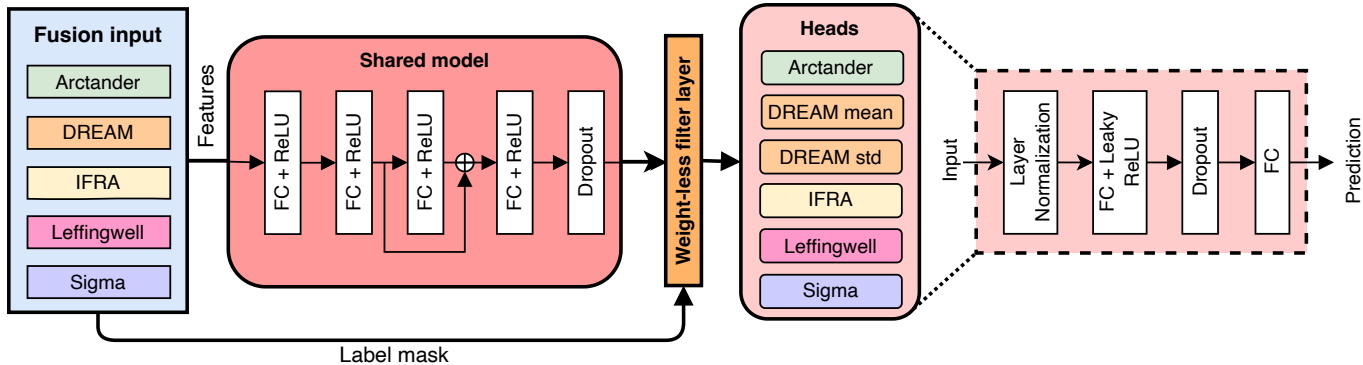 Fusion input
Arctander
DREAM
IFRA
Leffingwell
Sigma
Features
Label mask
Shared model
FC + ReLU
FC + ReLU
FC + ReLU
FC + ReLU
Dropout
Weight-less filter layer
Heads
Arctander
DREAM mean
DREAM std
IFRA
Leffingwell
Sigma
Input
Layer
Normalization
FC + Leaky
ReLU
Dropout
FC
Prediction